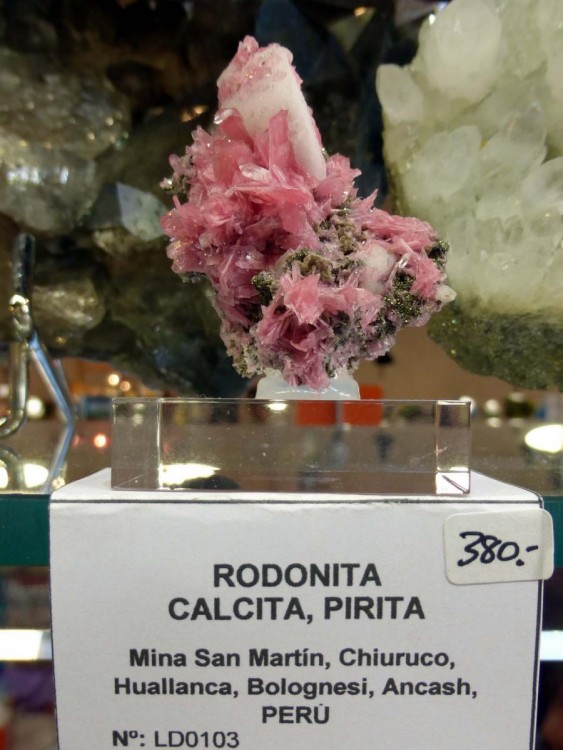 380.-
RODONITA
CALCITA, PIRITA
Mina San Martín, Chiuruco,
Huallanca, Bolognesi, Ancash,
PERÚ
Nº: LD0103